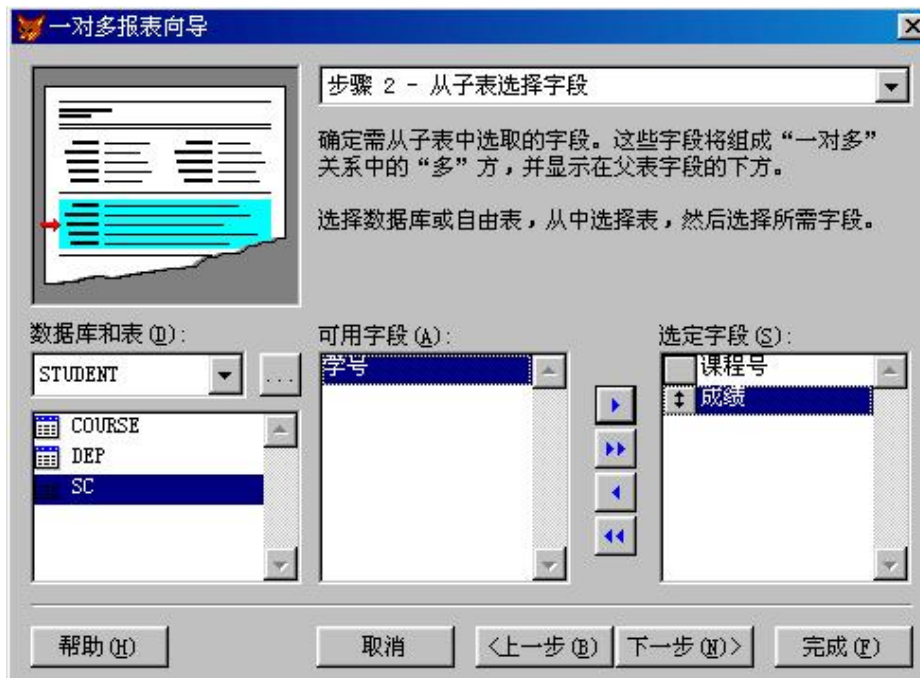 一对多报表向导
步骤 2 - 从子表选择字段
确定需从子表中选取的字段。这些字段将组成“一对多”
关系中的“多”方，并显示在父表字段的下方。
选择数据库或自由表，从中选择表，然后选择所需字段。
数据库和表(D):
可用字段(A):
选定字段(S):
STUDENT
...
COURSE
DEP
SC
学号
课程号
成绩
帮助(H)
取消
<上一步(B)
下一步(N)>
完成(F)